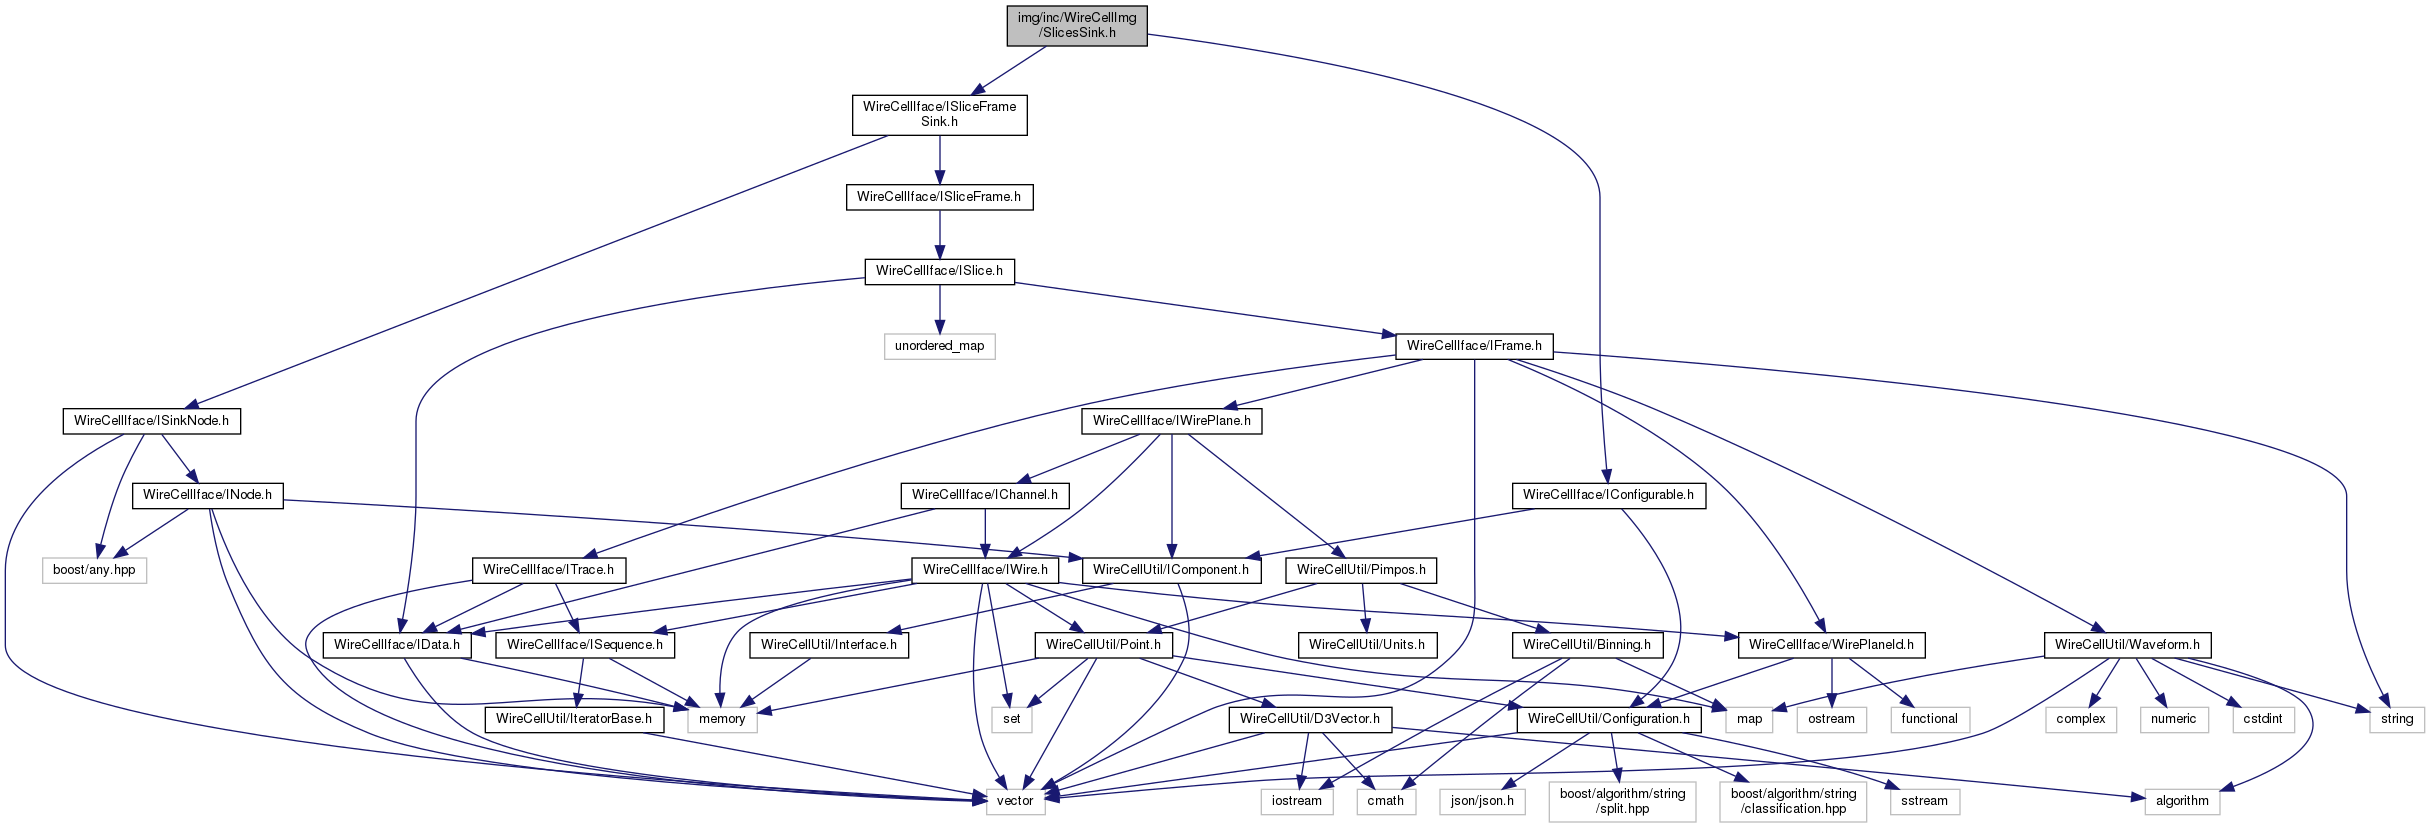 img/inc/WireCellImg
/SlicesSink.h
WireCellIface/ISliceFrame
Sink.h
WireCellIface/ISliceFrame.h
WireCellIface/ISlice.h
unordered_map
WireCellIface/IFrame.h
WireCellIface/ISinkNode.h
WireCellIface/IWirePlane.h
WireCellIface/INode.h
WireCellIface/IChannel.h
WireCellIface/IConfigurable.h
boost/any.hpp
WireCellIface/ITrace.h
WireCellIface/IWire.h
WireCellUtil/IComponent.h
WireCellUtil/Pimpos.h
WireCellIface/IData.h
WireCellIface/ISequence.h
WireCellUtil/Interface.h
WireCellUtil/Point.h
WireCellUtil/Units.h
WireCellUtil/Binning.h
WireCellIface/WirePlaneId.h
WireCellUtil/Waveform.h
WireCellUtil/IteratorBase.h
memory
set
WireCellUtil/D3Vector.h
WireCellUtil/Configuration.h
map
ostream
functional
complex
numeric
cstdint
string
vector
iostream
cmath
json/json.h
boost/algorithm/string
/split.hpp
boost/algorithm/string
/classification.hpp
sstream
algorithm